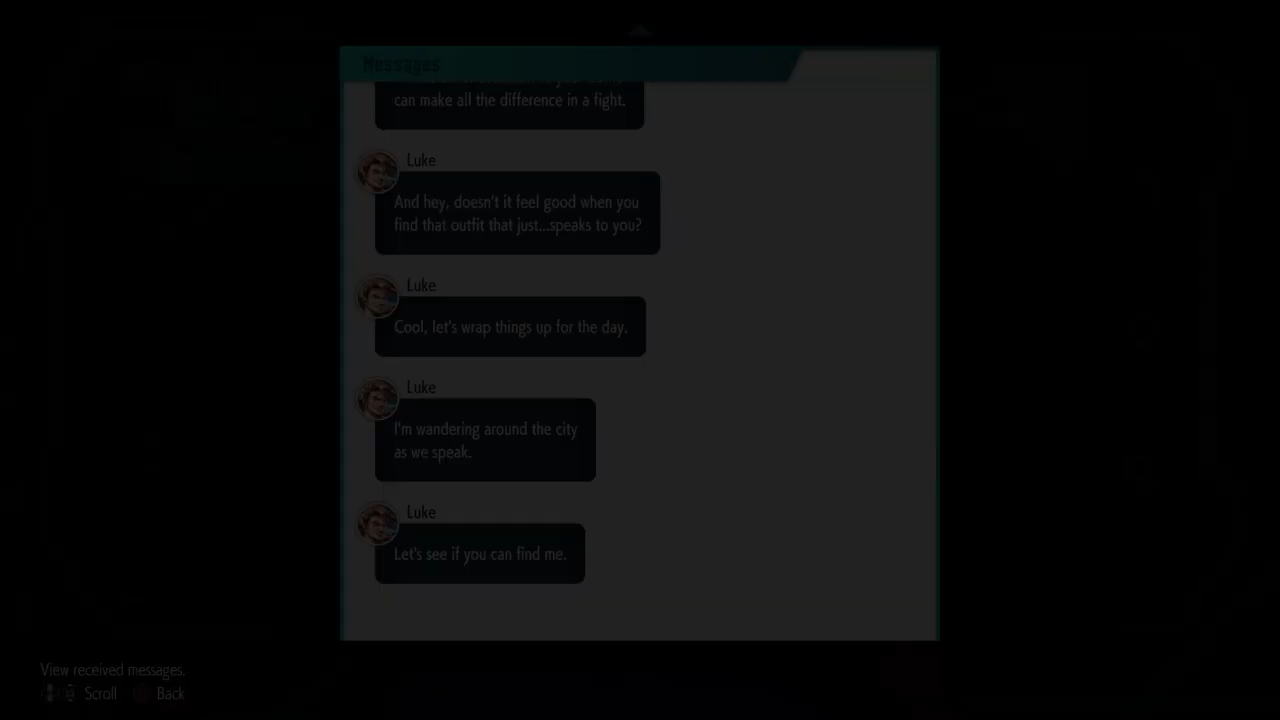 Messages
can make all the difference in a fight.
Luke
And hey, doesn't it feel good when you
find that outfit that just...speaks to you?
Luke
Cool, let's wrap things up for the day.
Luke
I'm wandering around the city
as we speak.
Luke
Let's see if you can find me.
View received messages.
Scroll Back